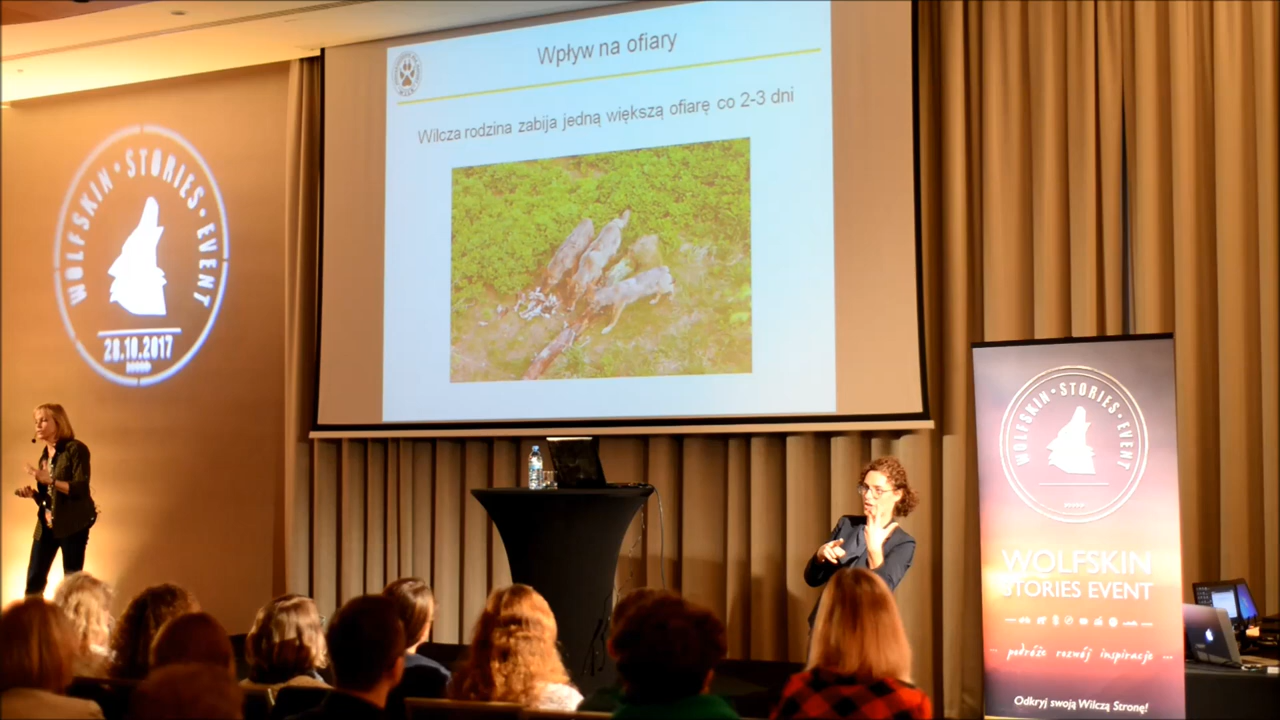 Wpływ na ofiary
Wilcza rodzina zabija jedną większą ofiarę co 2-3 dni
WOLFSKIN • STORIES • EVENT
28.10.2017
WOLFSKIN • STORIES • EVENT
WOLFSKIN
STORIES EVENT
podróże rozwój inspiracje
Odkryj swoją Wilczą Stronę!